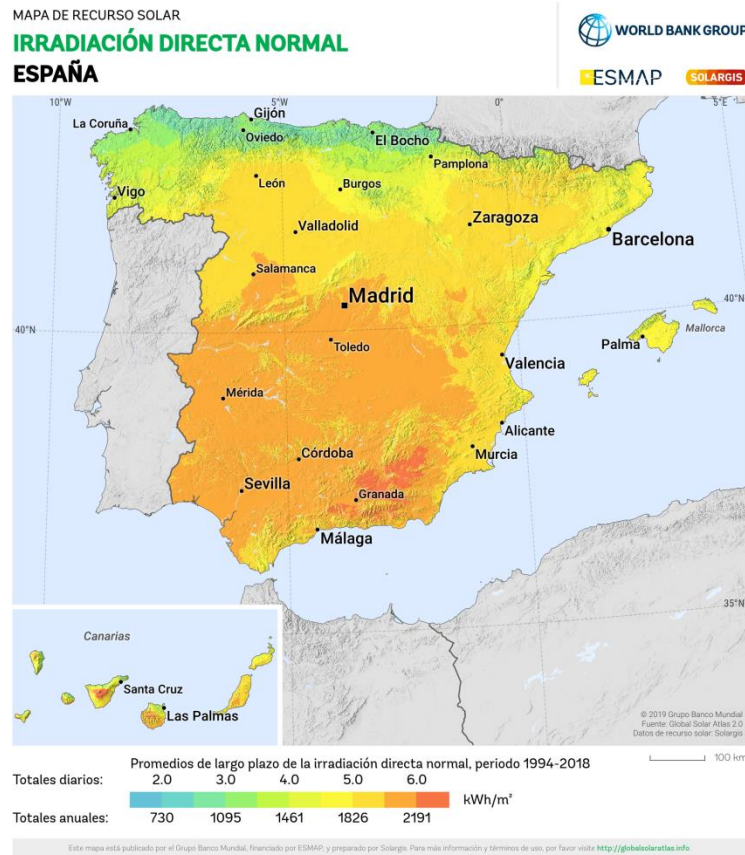 MAPA DE RECURSO SOLAR
IRRADIACIÓN DIRECTA NORMAL
ESPAÑA
WORLD BANK GROUP
ESMAP
SOLARGIS
10°W
5°W
0°
5°E
La Coruña
Gijón
Oviedo
El Bocho
Pamplona
Vigo
León
Burgos
Zaragoza
Barcelona
Valladolid
Salamanca
Madrid
40°N
40°N
Mallorca
Palma
Toledo
Valencia
Mérida
Alicante
Murcia
Córdoba
Sevilla
Granada
Málaga
35°N
Canarias
Santa Cruz
Las Palmas
© 2019 Grupo Banco Mundial
Fuente: Global Solar Atlas 2.0
Datos de recurso solar: Solargis
100 km
Promedios de largo plazo de la irradiación directa normal, periodo 1994-2018
Totales diarios: 2.0 3.0 4.0 5.0 6.0
kWh/m²
Totales anuales: 730 1095 1461 1826 2191
Este mapa está publicado por el Grupo Banco Mundial, financiado por ESMAP, y preparado por Solargis. Para más información y términos de uso, por favor visite http://globalsolaratlas.info.